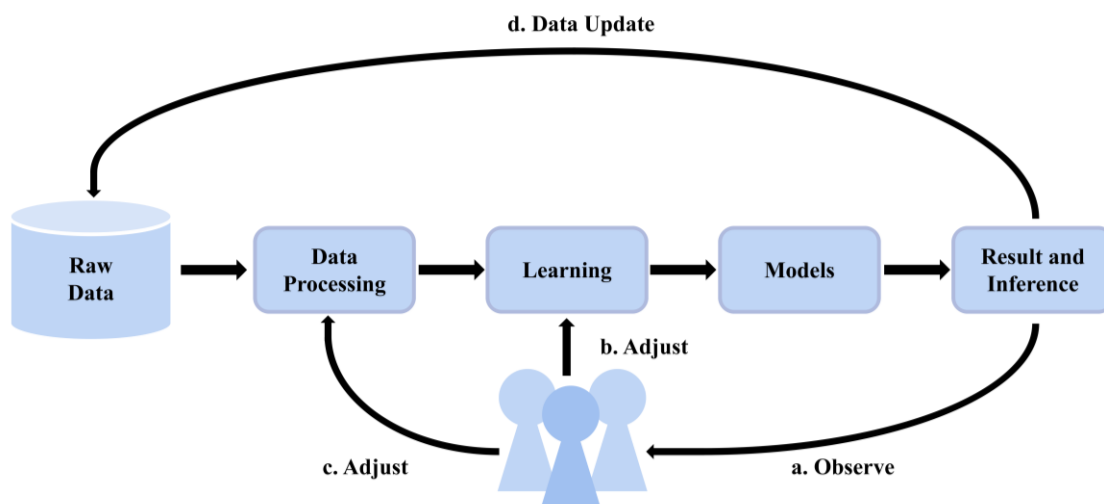 d. Data Update
Raw
Data
Data
Processing
Learning
Models
Result and
Inference
b. Adjust
c. Adjust
a. Observe